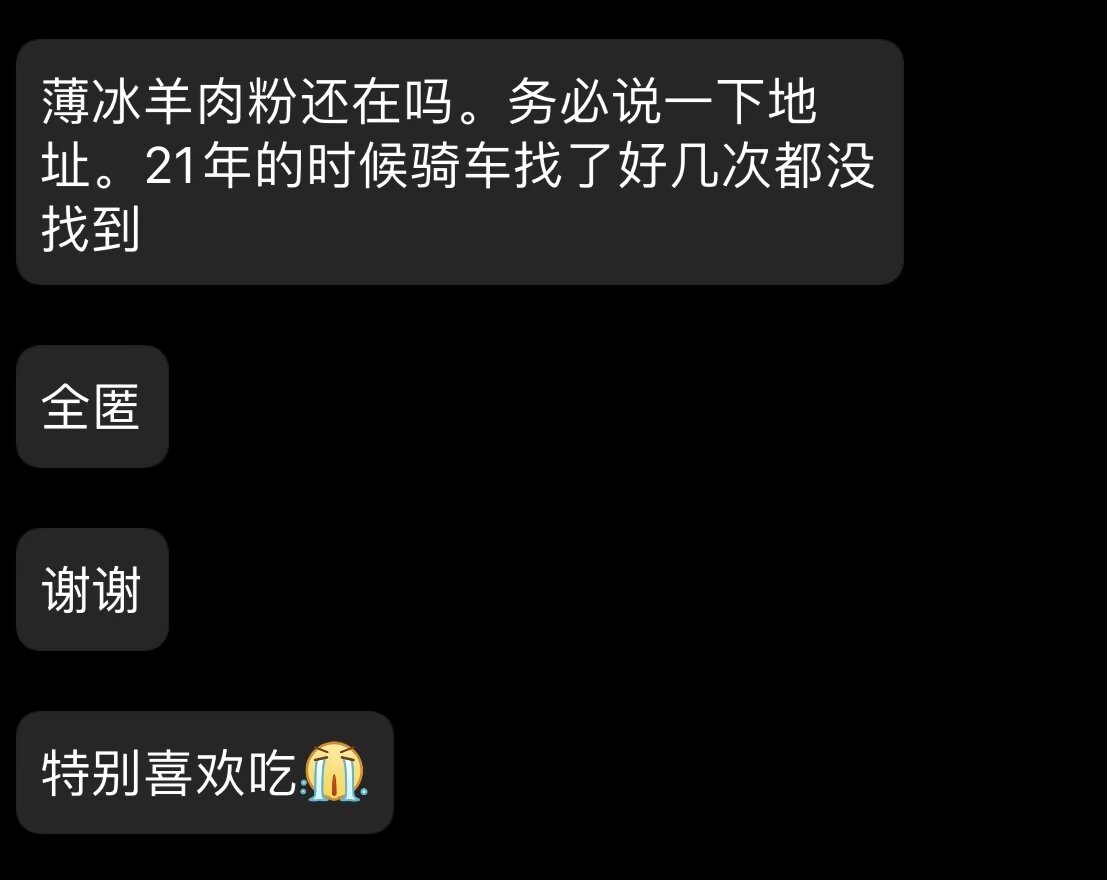 薄冰羊肉粉还在吗。务必说一下地
址。21年的时候骑车找了好几次都没
找到
全匿
谢谢
特别喜欢吃😭